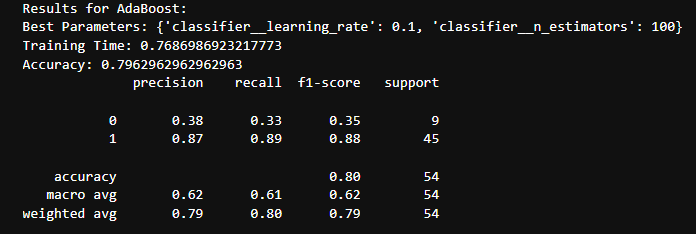 Results for AdaBoost:
Best Parameters: {'classifier__learning_rate': 0.1, 'classifier__n_estimators': 100}
Training Time: 0.7686986923217773
Accuracy: 0.7962962962962963
              precision    recall  f1-score   support

           0       0.38      0.33      0.35         9
           1       0.87      0.89      0.88        45

    accuracy                           0.80        54
   macro avg       0.62      0.61      0.62        54
weighted avg       0.79      0.80      0.79        54